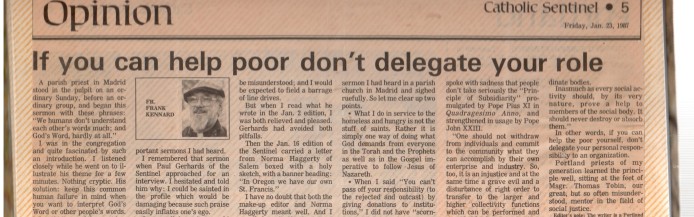 Opinion
Catholic Sentinel • 5
Friday, Jan. 23, 1987
If you can help poor don't delegate your role
A parish priest in Madrid
stood in the pulpit on an or-
dinary Sunday, before an or-
dinary group, and began this
sermon with these phrases:
"We humans don't understand
each other's words much; and
God's Word, hardly at all."
I was in the congregation
and quite fascinated by such
an introduction. I listened
closely while he went on to il-
lustrate his theme for a few
minutes. Nothing cryptic. His
solution: keep this common
human failing in mind when
you want to interpret God's
Word or other people's words.
FR.
FRANK
KENNARD
portant sermons I had heard.
I remembered that sermon
when Paul Gerhards of the
Sentinel approached for an
interview. I hesitated and told
him why: I could be sainted in
the profile which would be
damaging because such praise
easily inflates one's ego.
be misunderstood; and I would
be expected to field a barrage
of line drives.
But when I read what he
wrote in the Jan. 2 edition, I
was both relieved and pleased.
Gerhards had avoided both
pitfalls.
Then the Jan. 16 edition of
the Sentinel carried a letter
from Norma Haggerty of
Salem boxed with a holy
sketch, with a banner heading:
"In Oregon we have our own
St. Francis."
I have no doubt that both the
make-up editor and Norma
Haggerty meant well. And I
sermon I had heard in a parish
church in Madrid and sighed
ruefully. So let me clear up two
points.
• What I do in service to the
homeless and hungry is not the
stuff of saints. Rather it is
simply one way of doing what
God demands from everyone
in the Torah and the Prophets
as well as in the Gospel im-
perative to follow Jesus of
Nazareth.
• When I said "You can't
pass off your responsibility (to
the rejected and outcast) by
giving donations to institu-
tions," I did not have "scorn-
spoke with sadness that people
don't take seriously the "Prin-
ciple of Subsidiarity" pro-
mulgated by Pope Pius XI in
Quadragesimo Anno, and
strengthened in usage by Pope
John XXIII:
"One should not withdraw
from individuals and commit
to the community what they
can accomplish by their own
enterprise and industry. So,
too, it is an injustice and at the
same time a grave evil and a
disturbance of right order to
transfer to the larger and
higher collectivity functions
which can be performed and
dinate bodies.
Inasmuch as every social ac-
tivity should, by its very
nature, prove a help to
members of the social body, it
should never destroy or absorb
them."
In other words, if you can
help the poor yourself, don't
delegate your personal respon-
sibility to an organization.
Portland priests of my
generation learned the princi-
ple well, sitting at the feet of
Msgr. Thomas Tobin, our
great, but so often misunder-
stood, mentor in the field of
social justice.